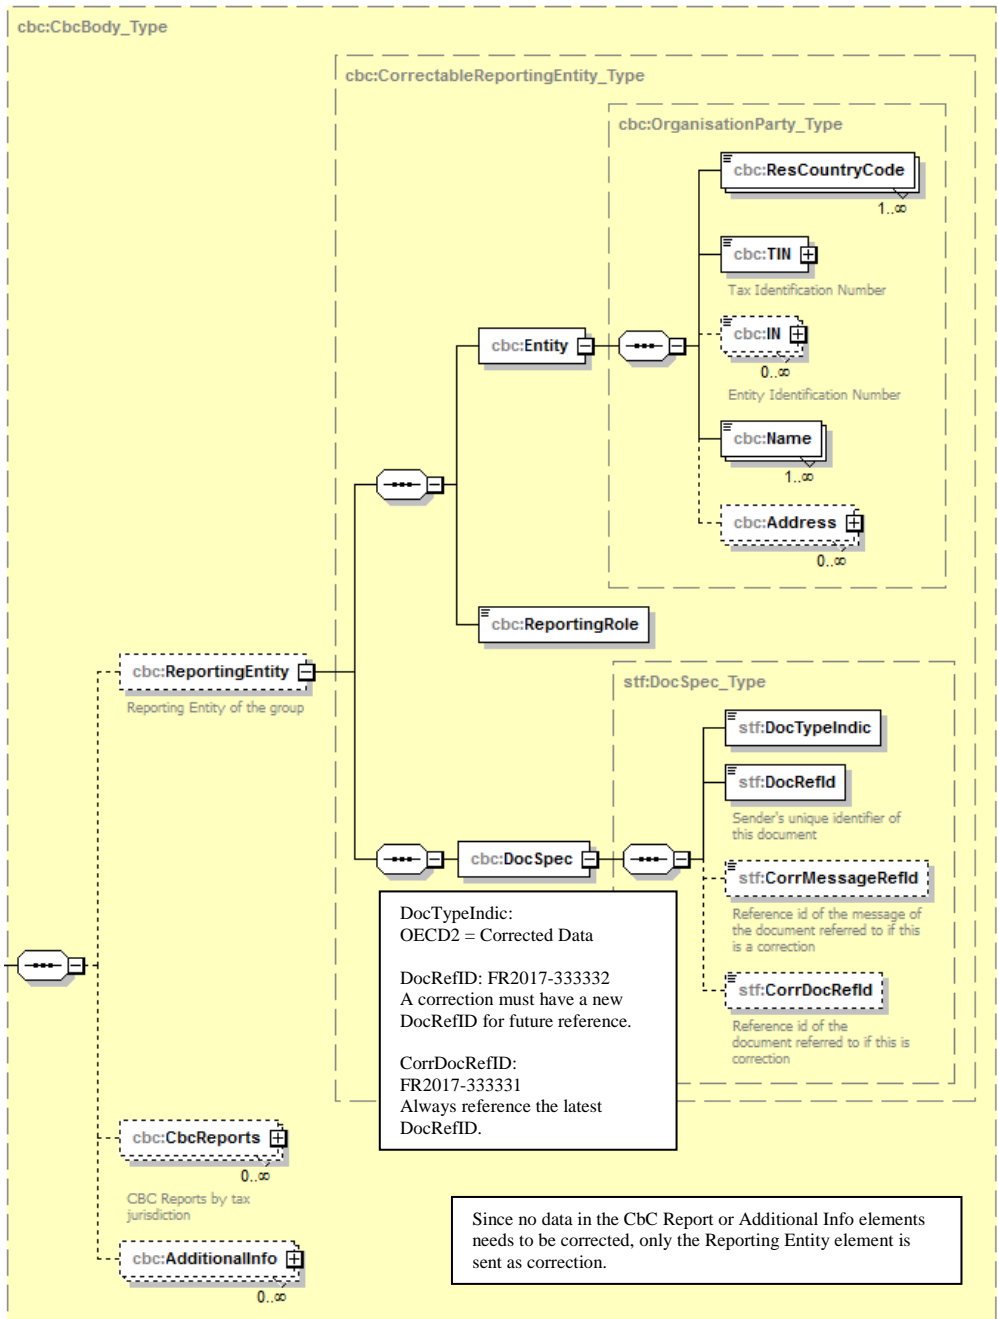 cbc:CbcBody_Type
cbc:CorrectableReportingEntity_Type
cbc:OrganisationParty_Type
cbc:ResCountryCode
1..∞
cbc:TIN
Tax Identification Number
cbc:IN
0..∞
Entity Identification Number
cbc:Entity
cbc:Name
1..∞
cbc:Address
0..∞
cbc:ReportingRole
cbc:ReportingEntity
Reporting Entity of the group
stf:DocSpec_Type
stf:DocTypeIndic
stf:DocRefId
Sender's unique identifier of
this document
cbc:DocSpec
stf:CorrMessageRefId
Reference id of the message of
the document referred to if this
is a correction
stf:CorrDocRefId
Reference id of the
document referred to if this is
correction
DocTypeIndic:
OECD2 = Corrected Data
DocRefID: FR2017-333332
A correction must have a new
DocRefID for future reference.
CorrDocRefID:
FR2017-333331
Always reference the latest
DocRefID.
cbc:CbcReports
0..∞
CBC Reports by tax
jurisdiction
cbc:AdditionalInfo
0..∞
Since no data in the CbC Report or Additional Info elements
needs to be corrected, only the Reporting Entity element is
sent as correction.